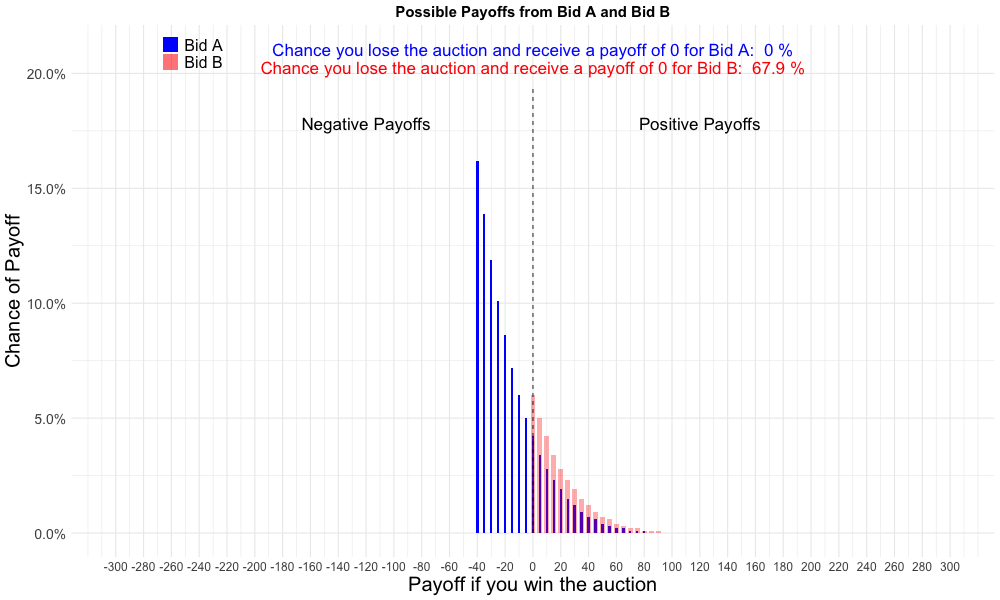 Possible Payoffs from Bid A and Bid B
Bid A
Bid B
Chance you lose the auction and receive a payoff of 0 for Bid A:  0 %
Chance you lose the auction and receive a payoff of 0 for Bid B:  67.9 %
Negative Payoffs
Positive Payoffs
Chance of Payoff
20.0%
15.0%
10.0%
5.0%
0.0%
-300 -280 -260 -240 -220 -200 -180 -160 -140 -120 -100 -80 -60 -40 -20 0 20 40 60 80 100 120 140 160 180 200 220 240 260 280 300
Payoff if you win the auction